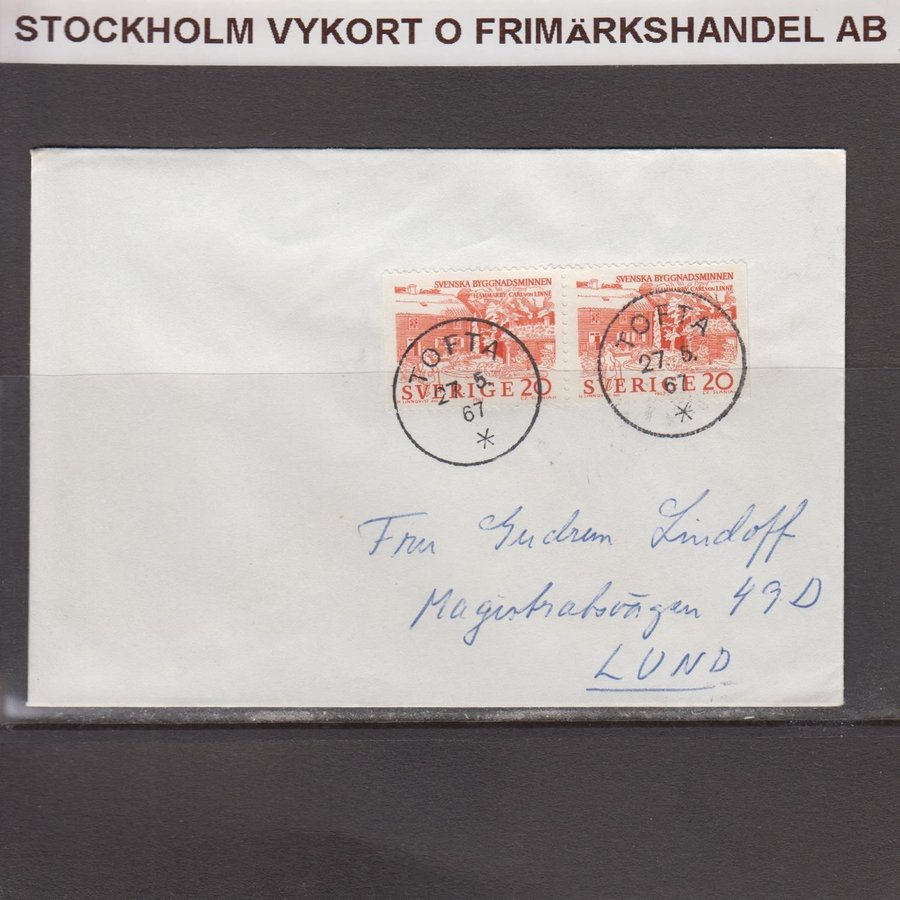 STOCKHOLM VYKORT O FRIMÄRKSHANDEL AB
SVENSKA BYGGNADSMINNEN
HAMMARBY. CARL VON LINNÉ
SVERIGE 20
SVENSKA BYGGNADSMINNEN
HAMMARBY. CARL VON LINNÉ
SVERIGE 20
TOFTA
27. 5.
67
*
TOFTA
27. 5.
67
*
Fru Gudrun Lindoff
Magistratsvägen 49 D
LUND